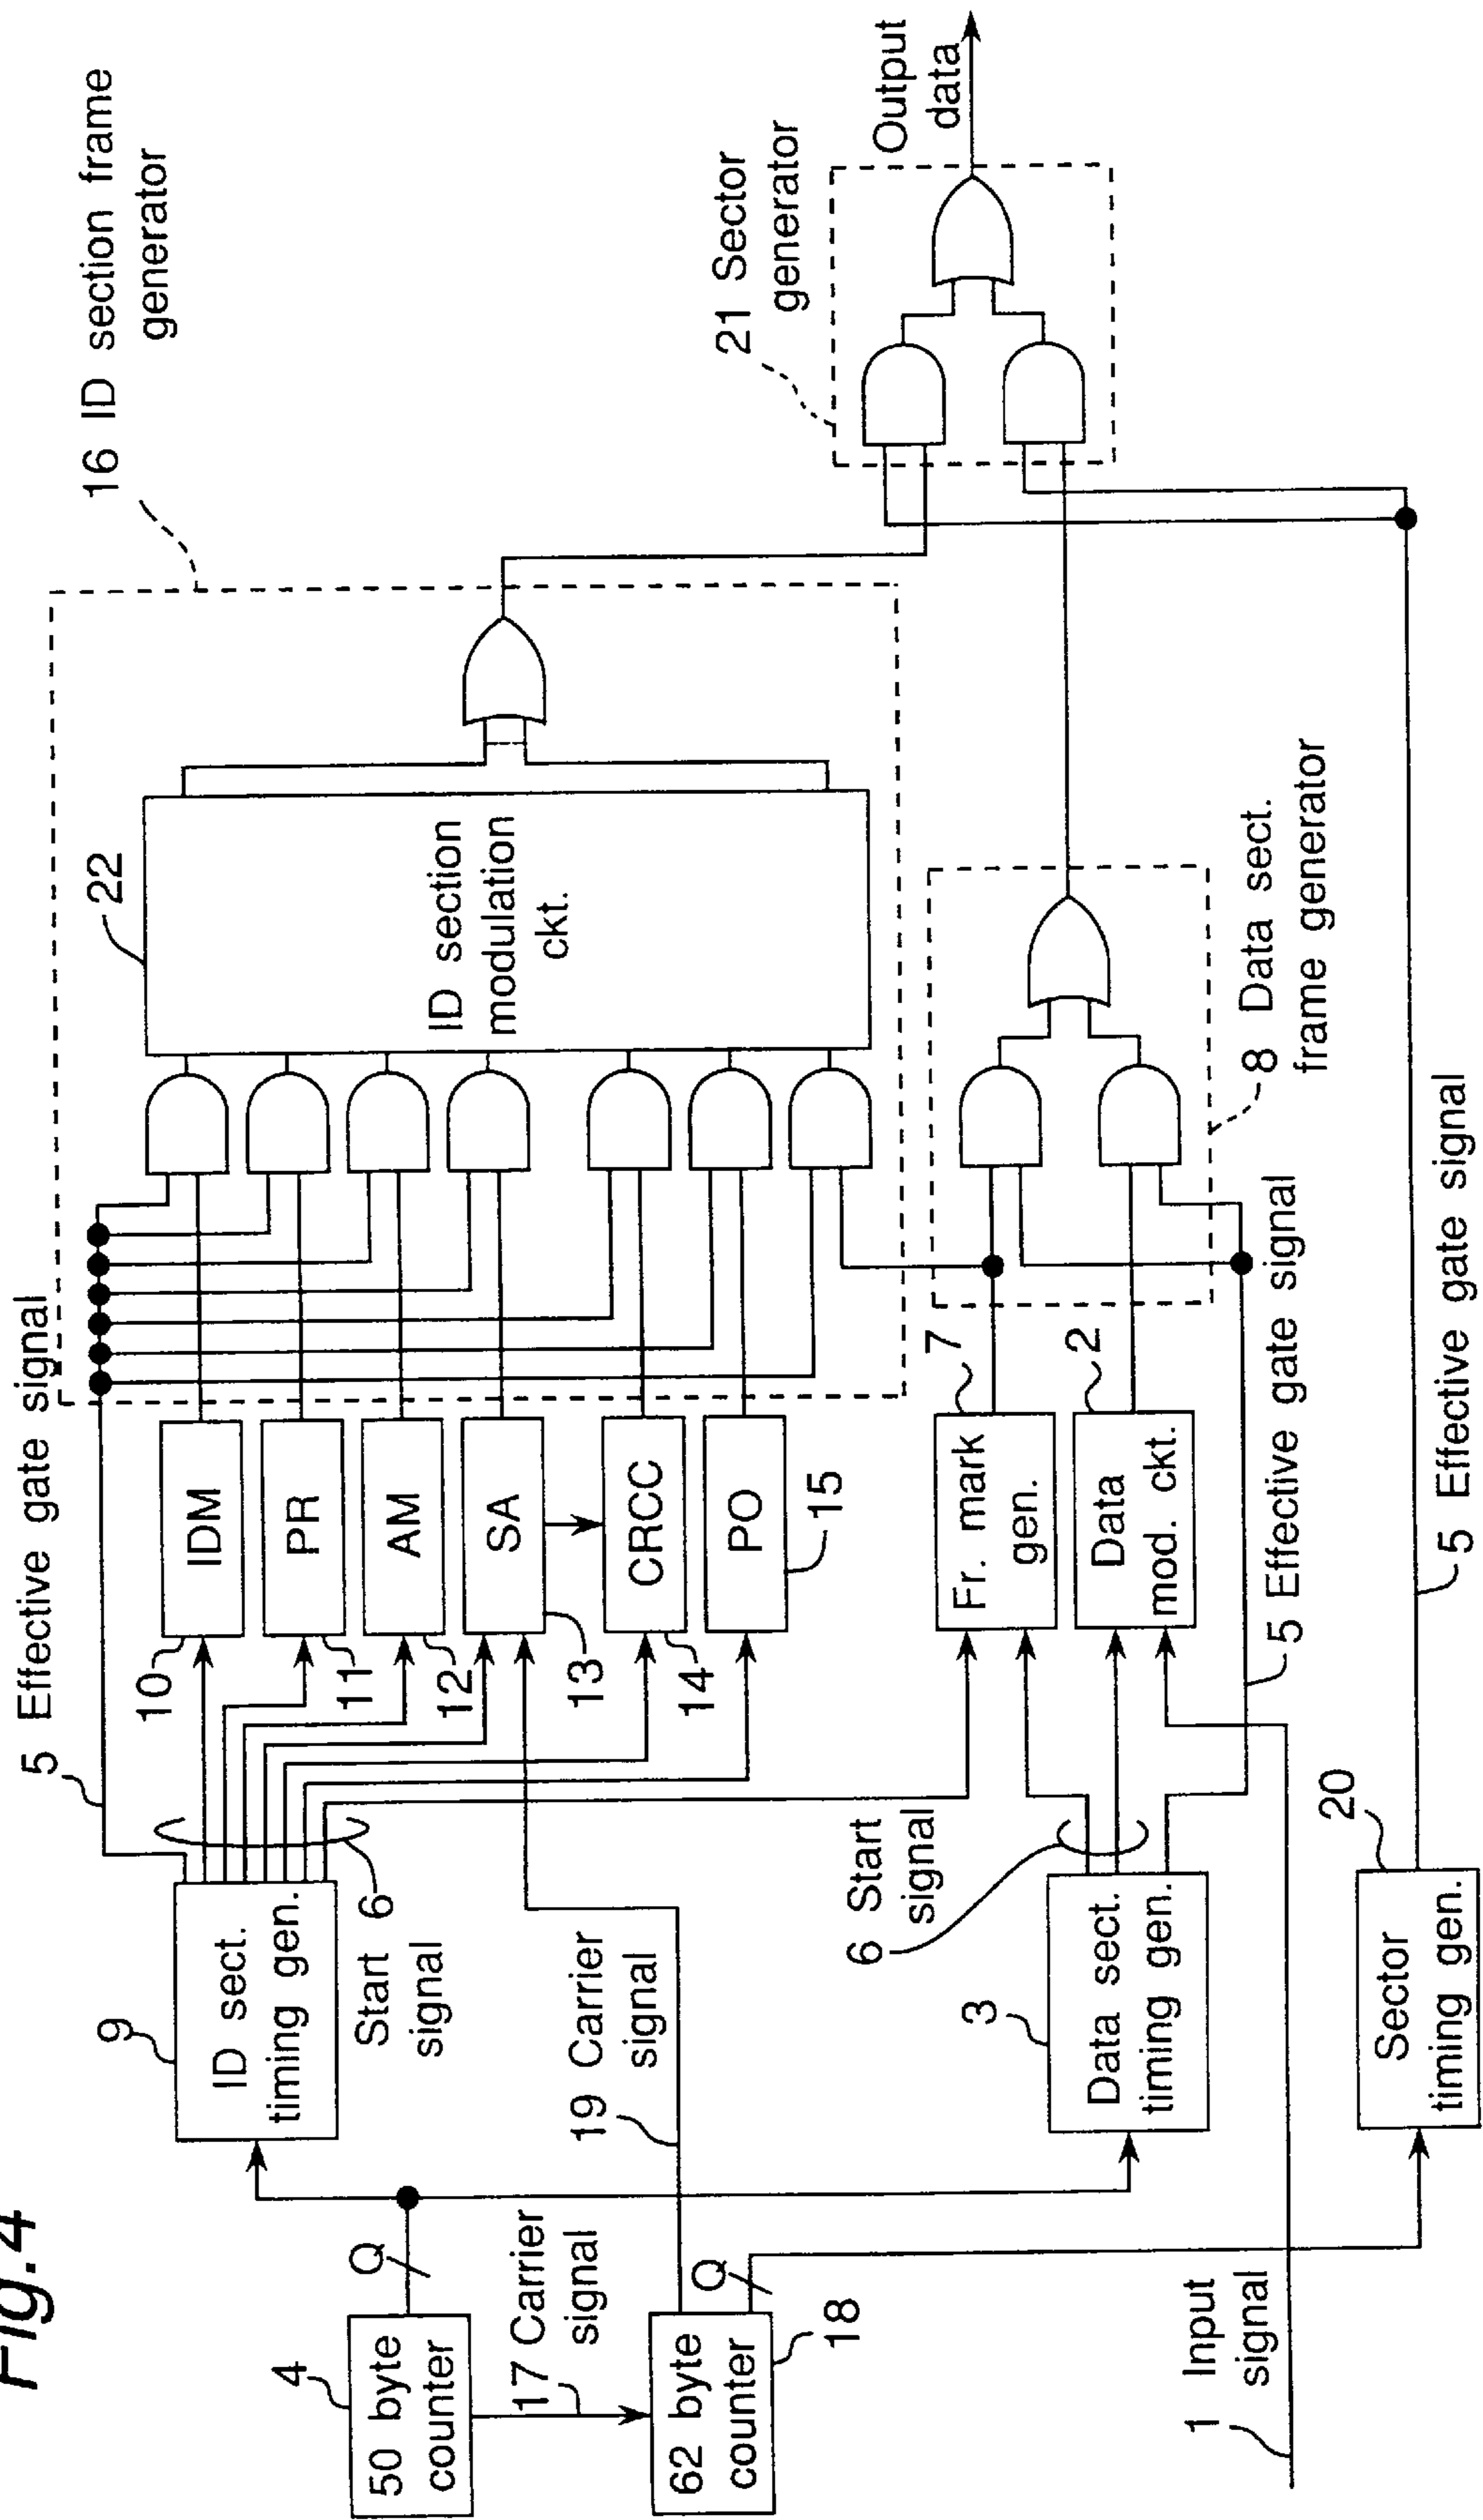 Fig.4
5 Effective gate signal
16 ID section frame
generator
9
ID sect.
timing gen.
Start 6
signal
10
IDM
11
PR
12
AM
13
SA
14
CRCC
15
PO
22
ID section
modulation
ckt.
21 Sector
generator
Output
data
4
50 byte
counter
Q
17 Carrier
signal
62 byte
counter
18
Q
19 Carrier
signal
6 Start
signal
3
Data sect.
timing gen.
7
Fr. mark
gen.
2
Data
mod. ckt.
8 Data sect.
frame generator
5 Effective gate signal
1 Input
signal
20
Sector
timing gen.
5 Effective gate signal